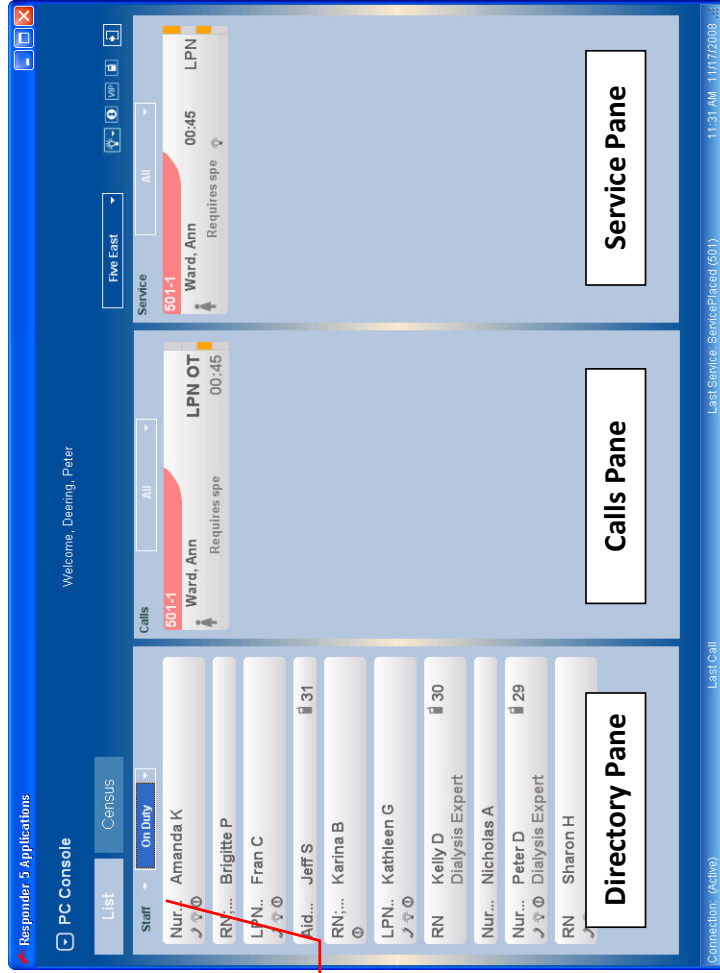 Responder 5 Applications
PC Console
Welcome, Deering, Peter
List
Census
Five East
VIP
Staff
On Duty
Nur... Amanda K
RN;... Brigitte P
LPN.. Fran C
Aid... Jeff S 31
RN;... Karina B
LPN.. Kathleen G
RN Kelly D 30
Dialysis Expert
Nur... Nicholas A
Nur... Peter D 29
Dialysis Expert
RN Sharon H
Directory Pane
Calls
All
501-1
Ward, Ann LPN OT
Requires spe 00:45
Calls Pane
Service
All
501-1
Ward, Ann 00:45 LPN
Requires spe
Service Pane
Connection: (Active)
Last Call
Last Service: ServicePlaced (501)
11:31 AM 11/17/2008